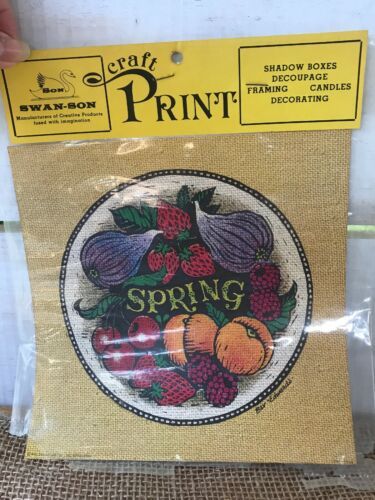 SON
SWAN-SON
Manufacturers of Creative Products
fused with imagination
craft
PRINT
SHADOW BOXES
DECOUPAGE
FRAMING CANDLES
DECORATING
SPRING